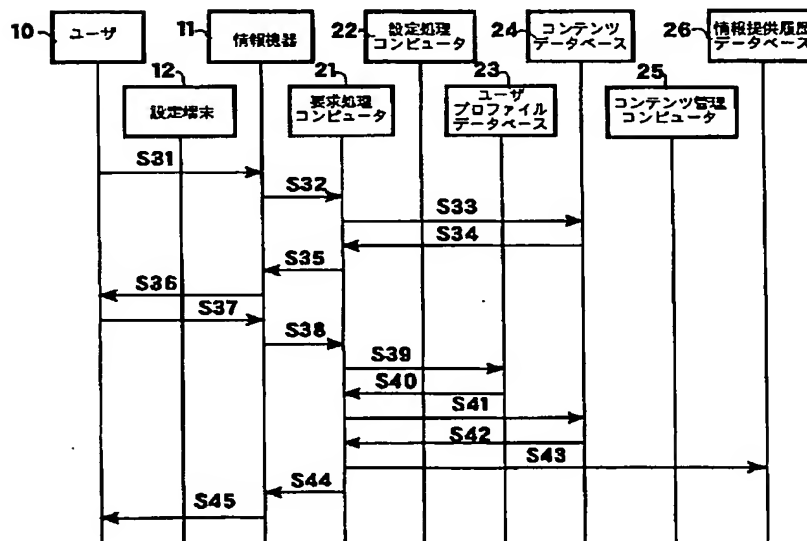 10
ユーザ
11
情報機器
22
設定処理
コンピュータ
24
コンテンツ
データベース
26
情報提供履歴
データベース
12
設定端末
21
要求処理
コンピュータ
23
ユーザ
プロファイル
データベース
25
コンテンツ管理
コンピュータ
S31
S32
S33
S34
S35
S36
S37
S38
S39
S40
S41
S42
S43
S44
S45